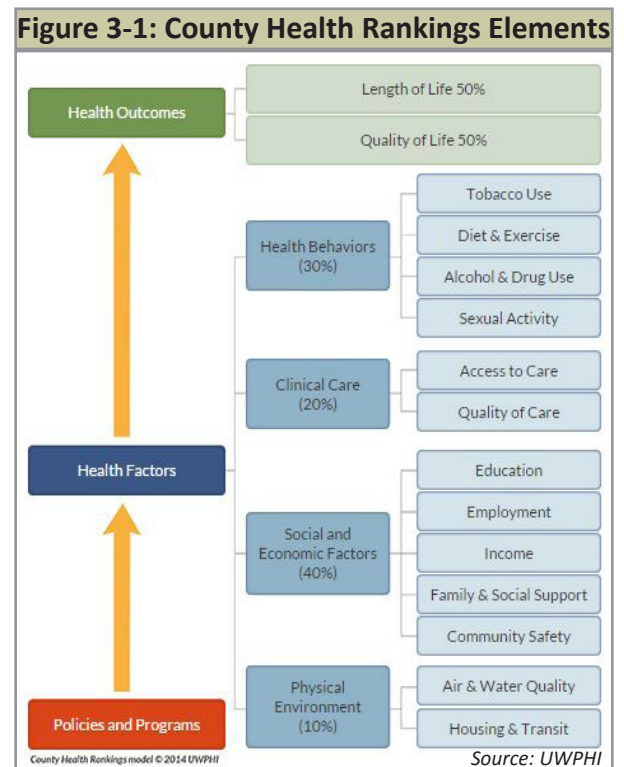 Figure 3-1: County Health Rankings Elements
Health Outcomes
Length of Life 50%
Quality of Life 50%
Health Behaviors
(30%)
Tobacco Use
Diet & Exercise
Alcohol & Drug Use
Sexual Activity
Clinical Care
(20%)
Access to Care
Quality of Care
Health Factors
Social and
Economic Factors
(40%)
Education
Employment
Income
Family & Social Support
Community Safety
Physical
Environment
(10%)
Air & Water Quality
Housing & Transit
Policies and Programs
County Health Rankings model © 2014 UWPHI
Source: UWPHI